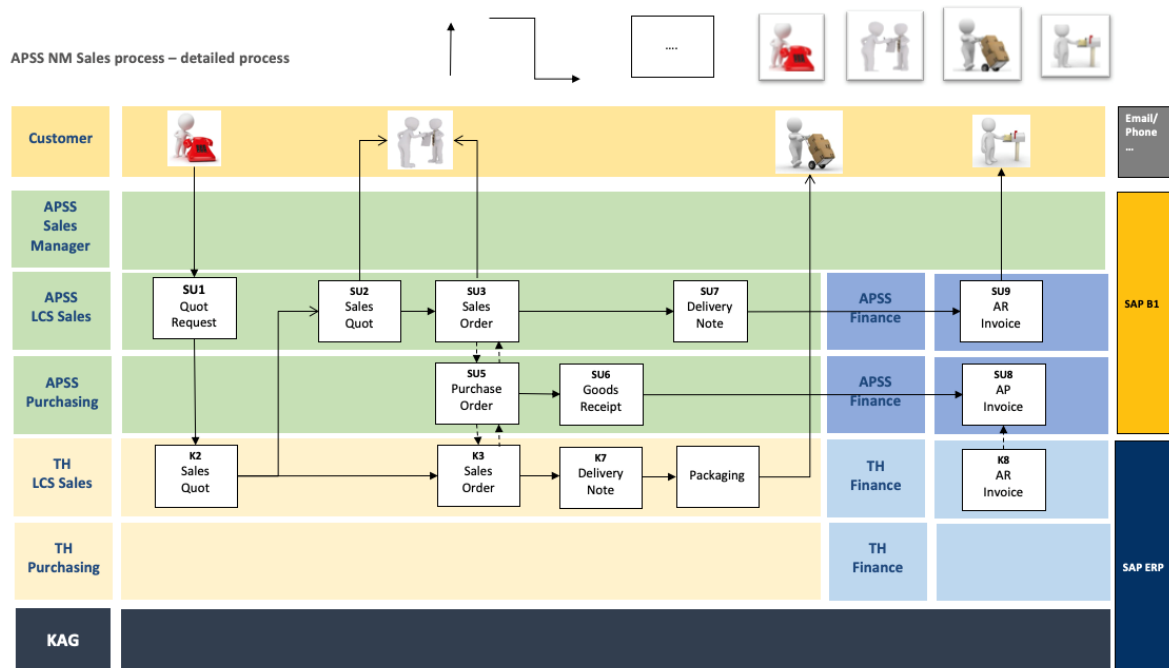 APSS NM Sales process – detailed process
....
Customer
Email/
Phone
...
APSS
Sales
Manager
APSS
LCS Sales
SU1
Quot
Request
SU2
Sales
Quot
SU3
Sales
Order
SU7
Delivery
Note
APSS
Finance
SU9
AR
Invoice
SAP B1
APSS
Purchasing
SU5
Purchase
Order
SU6
Goods
Receipt
APSS
Finance
SU8
AP
Invoice
TH
LCS Sales
K2
Sales
Quot
K3
Sales
Order
K7
Delivery
Note
Packaging
TH
Finance
K8
AR
Invoice
TH
Purchasing
TH
Finance
SAP ERP
KAG